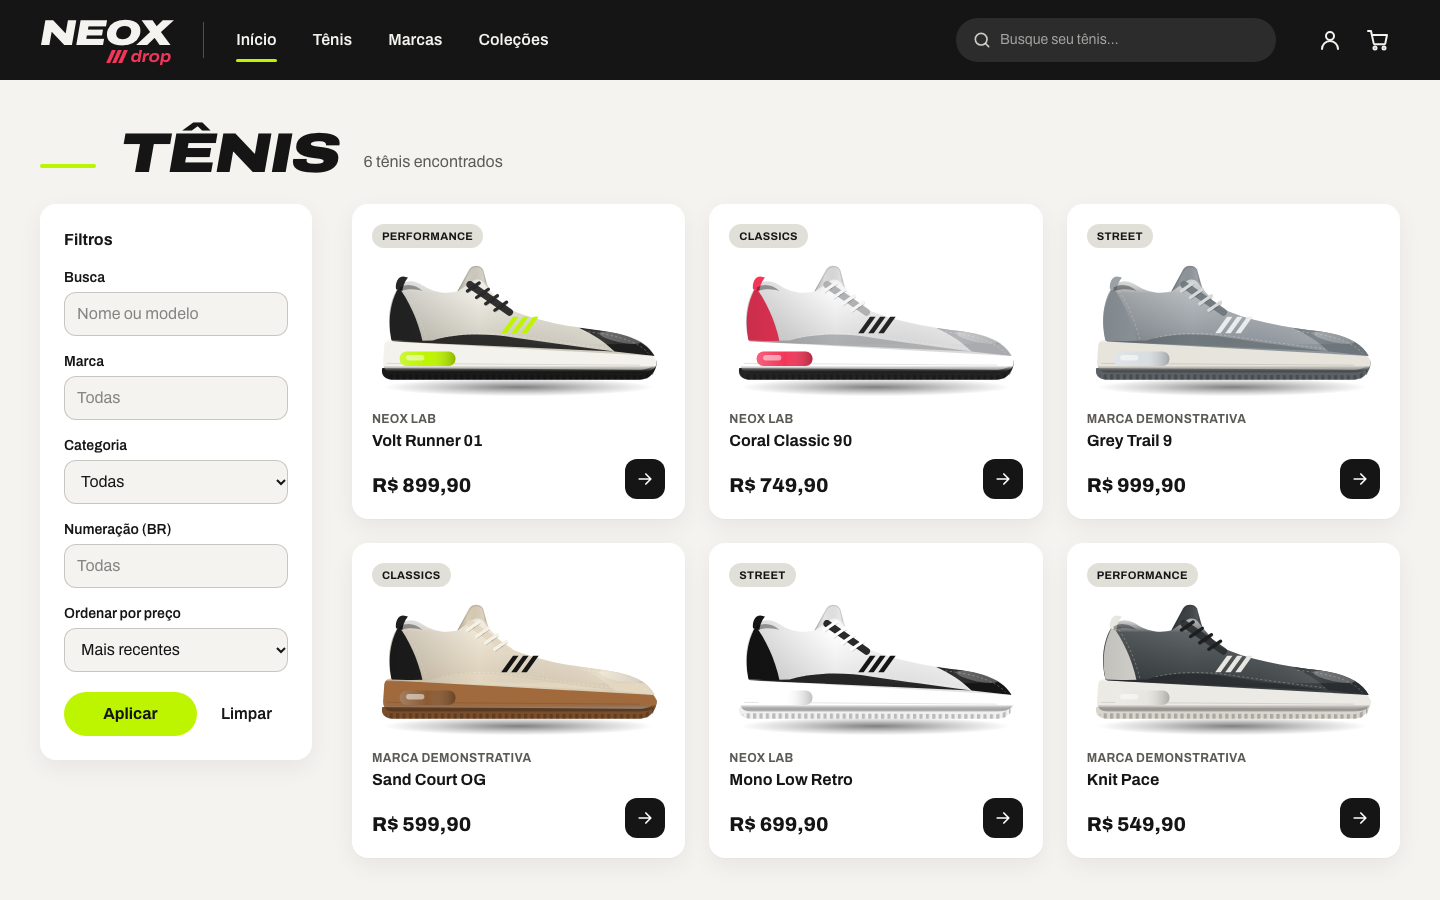 NEOX
drop
Início
Tênis
Marcas
Coleções
Busque seu tênis...
TÊNIS
6 tênis encontrados
Filtros
Busca
Nome ou modelo
Marca
Todas
Categoria
Todas
Numeração (BR)
Todas
Ordenar por preço
Mais recentes
Aplicar
Limpar
PERFORMANCE
NEOX LAB
Volt Runner 01
R$ 899,90
CLASSICS
NEOX LAB
Coral Classic 90
R$ 749,90
STREET
MARCA DEMONSTRATIVA
Grey Trail 9
R$ 999,90
CLASSICS
MARCA DEMONSTRATIVA
Sand Court OG
R$ 599,90
STREET
NEOX LAB
Mono Low Retro
R$ 699,90
PERFORMANCE
MARCA DEMONSTRATIVA
Knit Pace
R$ 549,90